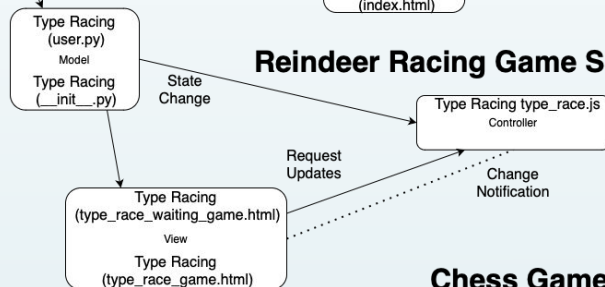 (index.html)
Type Racing
(user.py)
Model
Type Racing
(__init__.py)
Reindeer Racing Game S
State
Change
Type Racing type_race.js
Controller
Request
Updates
Change
Notification
Type Racing
(type_race_waiting_game.html)
View
Type Racing
(type_race_game.html)
Chess Game